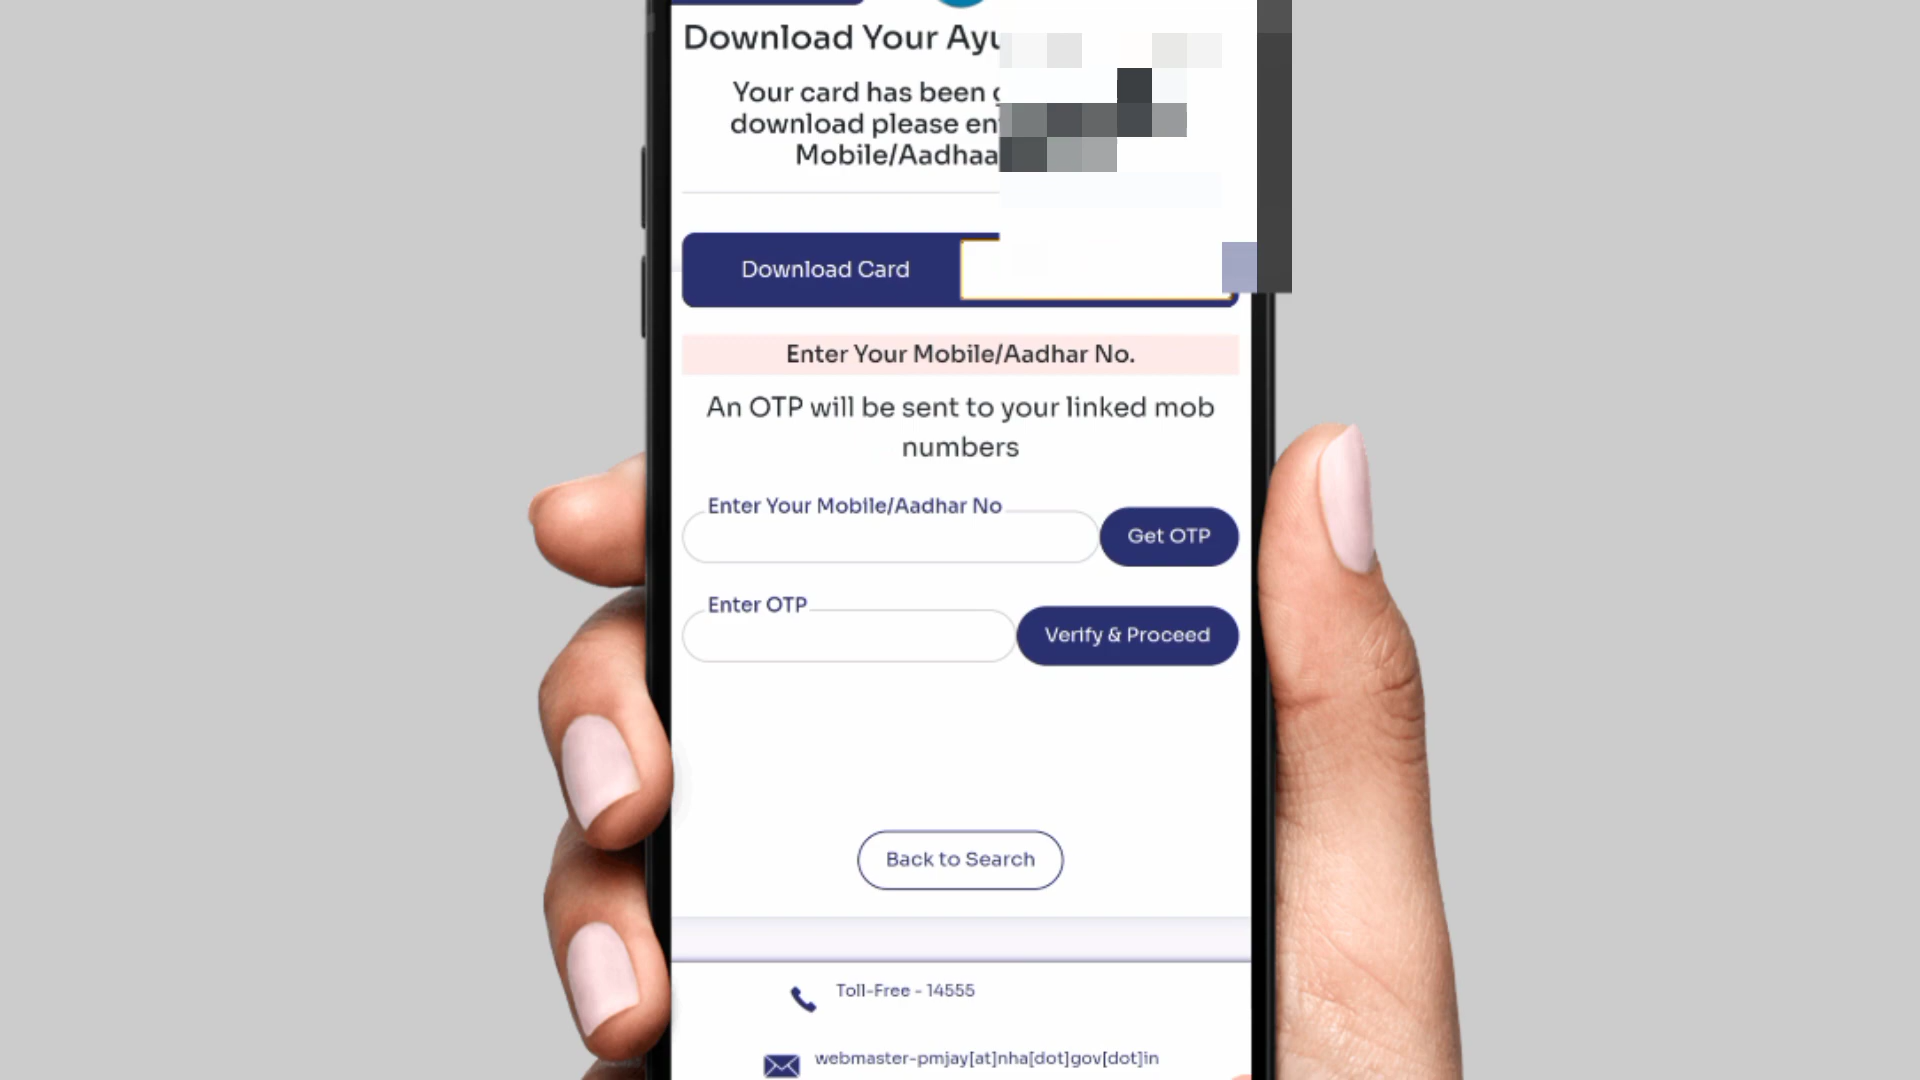 Download Your Ayu
Your card has been
download please en
Mobile/Aadhaa
Download Card
Enter Your Mobile/Aadhar No.
An OTP will be sent to your linked mob
numbers
Enter Your Mobile/Aadhar No
Get OTP
Enter OTP
Verify & Proceed
Back to Search
Toll-Free - 14555
webmaster-pmjay[at]nha[dot]gov[dot]in